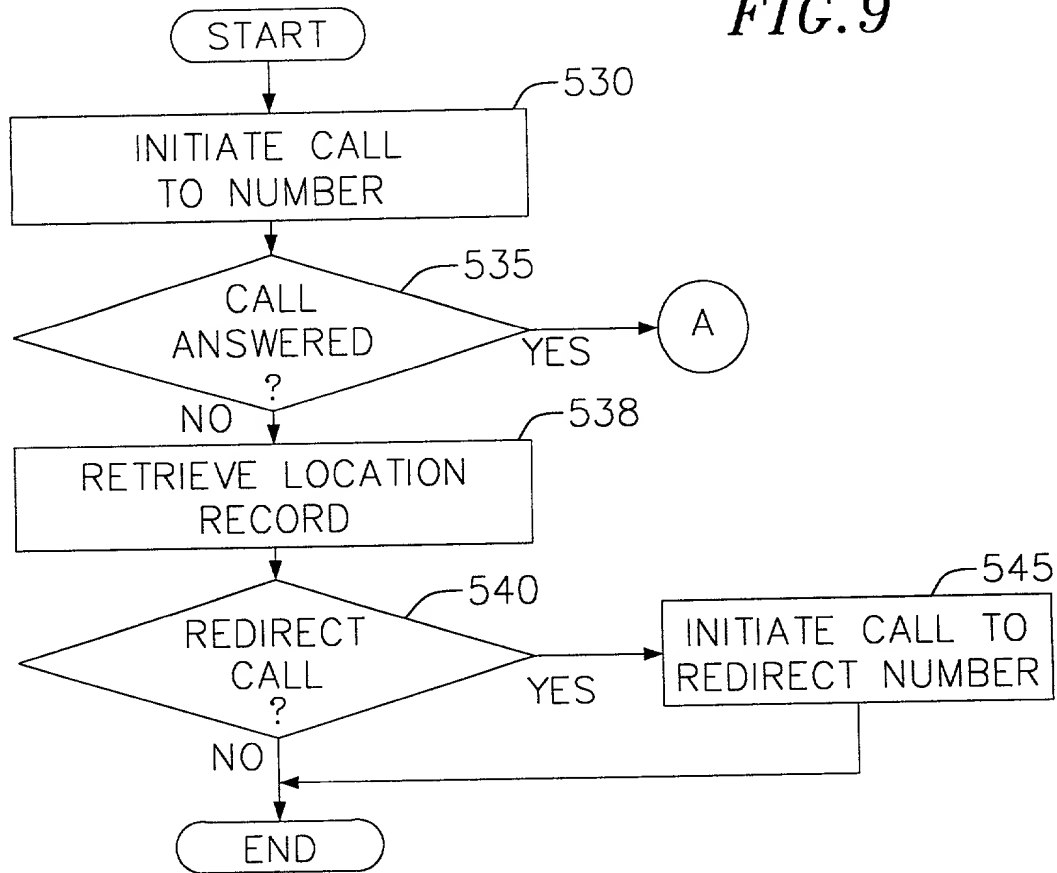 FIG. 9
START
530
INITIATE CALL
TO NUMBER
535
CALL
ANSWERED
?
YES
A
NO
538
RETRIEVE LOCATION
RECORD
540
REDIRECT
CALL
?
YES
545
INITIATE CALL TO
REDIRECT NUMBER
NO
END